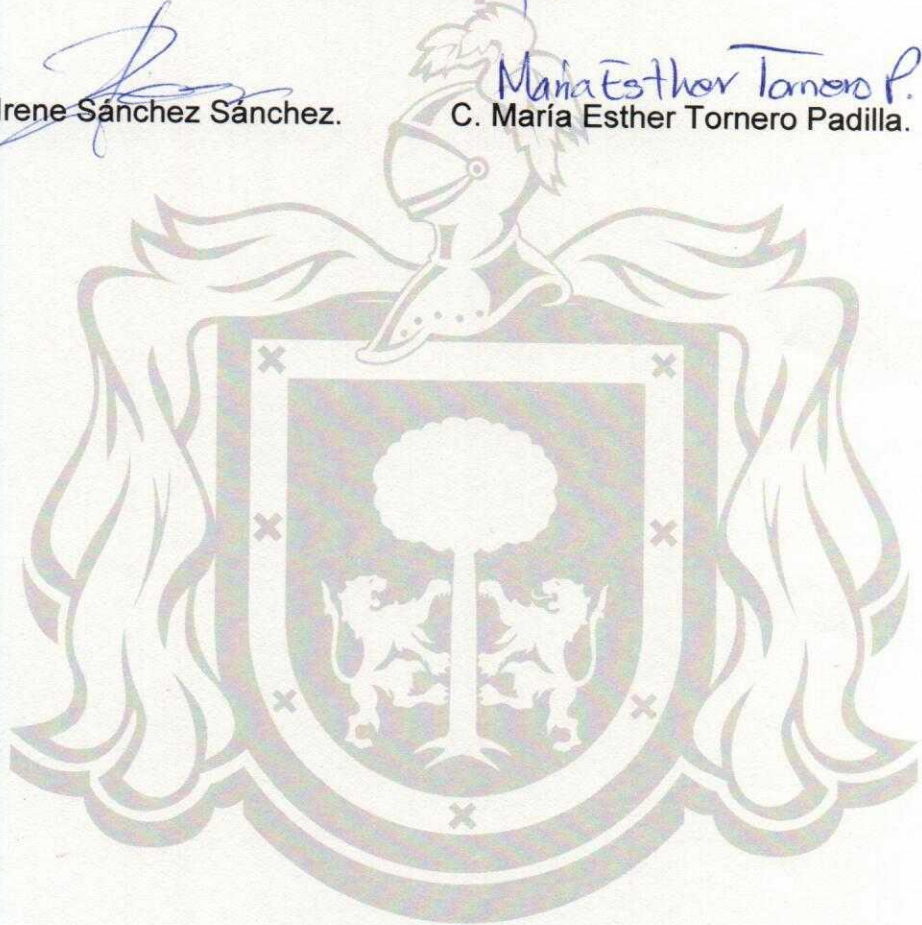 Maria Esther Tornero P.
Irene Sánchez Sánchez. C. María Esther Tornero Padilla.